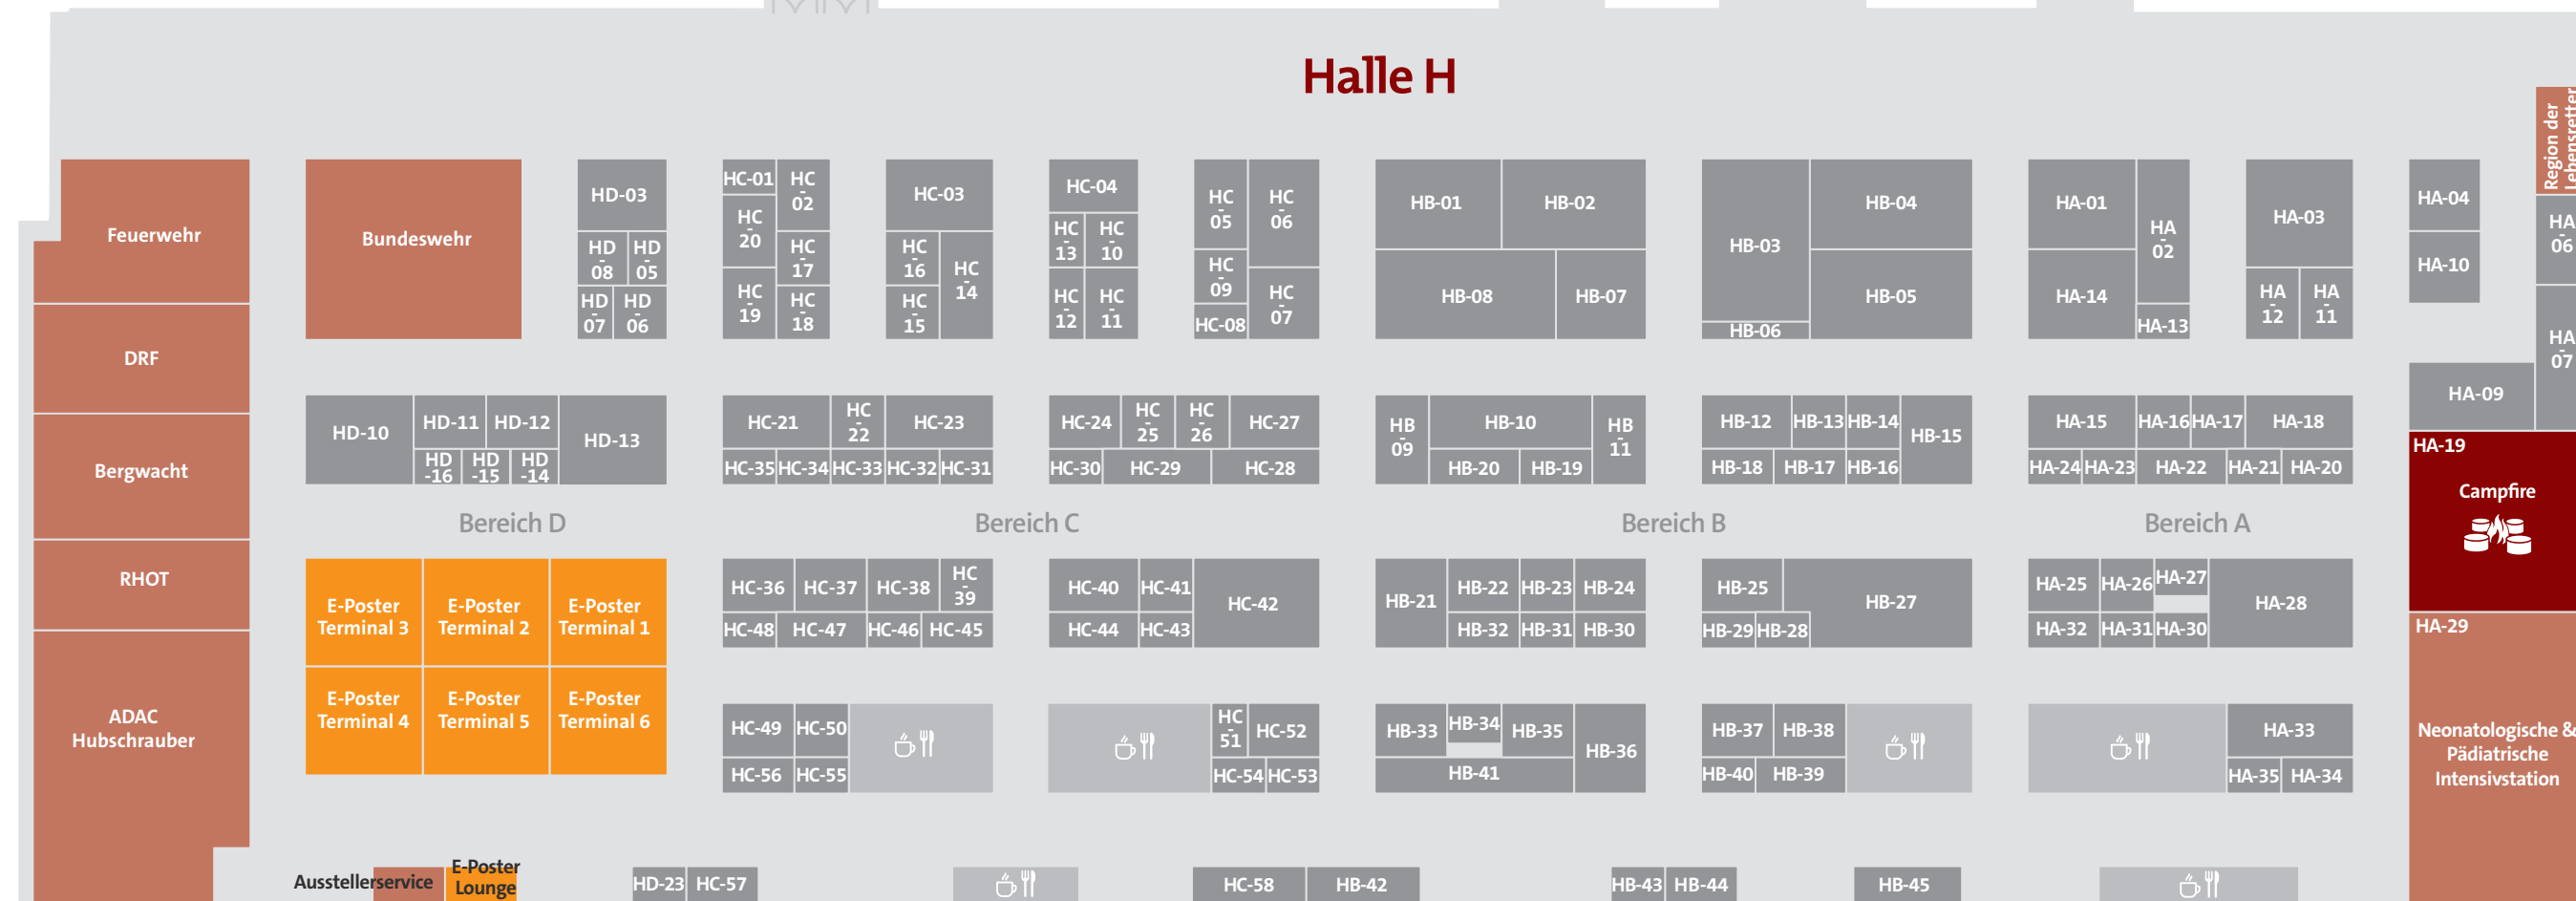 Halle H
Region der
Lebensretter
Feuerwehr
DRF
Bergwacht
RHOT
ADAC
Hubschrauber
Bundeswehr
HD-03
HD
-
08
HD
-
05
HD
-
07
HD
-
06
HC-01
HC
-
02
HC
-
20
HC
-
17
HC
-
19
HC
-
18
HC-03
HC
-
16
HC
-
14
HC
-
15
HC-04
HC
-
13
HC
-
10
HC
-
12
HC
-
11
HC
-
05
HC
-
06
HC
-
09
HC
-
07
HC-08
HB-01
HB-02
HB-08
HB-07
HB-03
HB-04
HB-05
HB-06
HA-01
HA
-
02
HA-14
HA-13
HA-03
HA
-
12
HA
-
11
HA-04
HA-10
HA
-
06
HA
-
07
HA-09
HD-10
HD-11
HD-12
HD-13
HD
-16
HD
-15
HD
-14
HC-21
HC
-
22
HC-23
HC-35
HC-34
HC-33
HC-32
HC-31
HC-24
HC
-
25
HC
-
26
HC-27
HC-30
HC-29
HC-28
HB
-
09
HB-10
HB
-
11
HB-20
HB-19
HB-12
HB-13
HB-14
HB-15
HB-18
HB-17
HB-16
HA-15
HA-16
HA-17
HA-18
HA-24
HA-23
HA-22
HA-21
HA-20
HA-19
Campfire
Bereich D
Bereich C
Bereich B
Bereich A
E-Poster
Terminal 3
E-Poster
Terminal 2
E-Poster
Terminal 1
E-Poster
Terminal 4
E-Poster
Terminal 5
E-Poster
Terminal 6
HC-36
HC-37
HC-38
HC
-
39
HC-48
HC-47
HC-46
HC-45
HC-40
HC-41
HC-42
HC-44
HC-43
HB-21
HB-22
HB-23
HB-24
HB-32
HB-31
HB-30
HB-25
HB-27
HB-29
HB-28
HA-25
HA-26
HA-27
HA-28
HA-32
HA-31
HA-30
HA-29
Neonatologische &
Pädiatrische
Intensivstation
HC-49
HC-50
HC-56
HC-55
HC
-
51
HC-52
HC-54
HC-53
HB-33
HB-34
HB-35
HB-36
HB-41
HB-37
HB-38
HB-40
HB-39
HA-33
HA-35
HA-34
Ausstellerservice
E-Poster
Lounge
HD-23
HC-57
HC-58
HB-42
HB-43
HB-44
HB-45